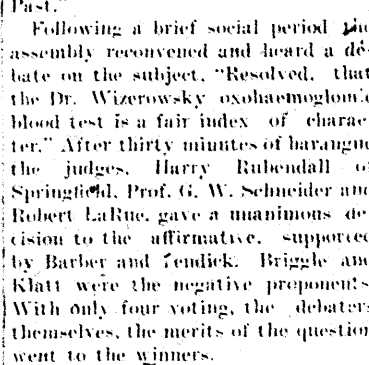 Past."
Following a brief social period the
assembly reconvened and heard a de-
bate on the subject, "Resolved, that
the Dr. Wizerowsky oxohaemoglomic
blood test is a fair index of charac-
ter." After thirty minutes of harangue
the judges, Harry Rubendall of
Springfield, Prof. G. W. Schneider and
Robert LaRue, gave a unanimous de-
cision to the affirmative, supported
by Barber and Tendick. Briggle and
Klatt were the negative proponents.
With only four voting, the debaters
themselves, the merits of the question
went to the winners.